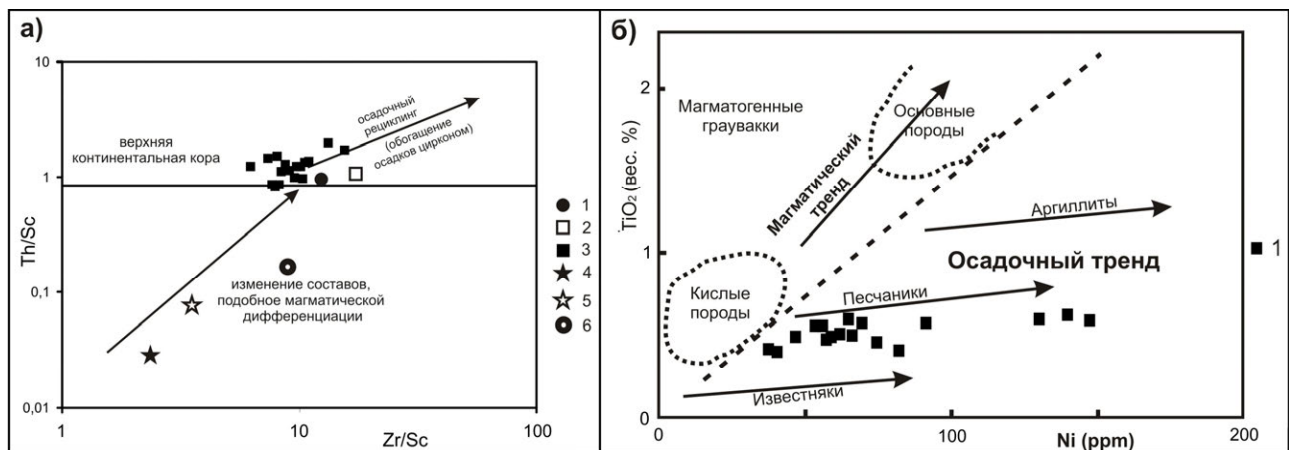 а)
10
1
0,1
0,01
Th/Sc
1
10
100
Zr/Sc
верхняя
континентальная кора
осадочный
рециклинг
(обогащение
осадков цирконом)
изменение составов,
подобное магматической
дифференциации
1
2
3
4
5
6
б)
TiO₂ (вес. %)
2
1
0
0
100
200
Ni (ppm)
Магматогенные
граувакки
Основные
породы
Магматический
тренд
Аргиллиты
Осадочный тренд
Кислые
породы
Песчаники
Известняки
1